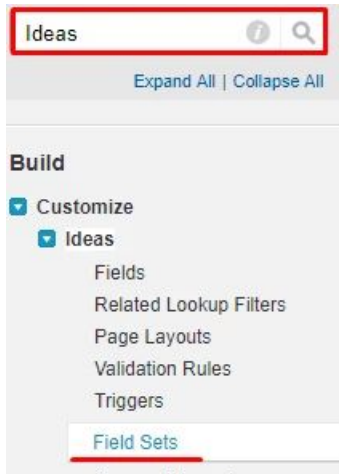 Ideas
Expand All | Collapse All
Build
Customize
Ideas
Fields
Related Lookup Filters
Page Layouts
Validation Rules
Triggers
Field Sets